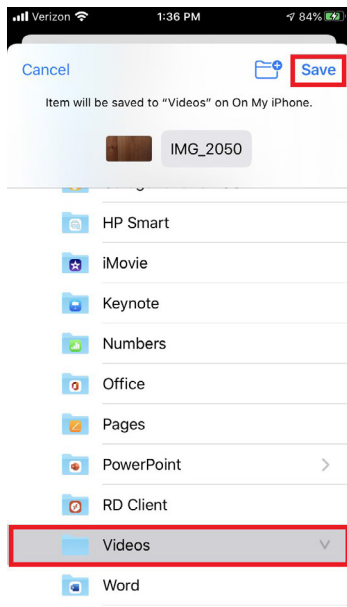 Verizon 1:36 PM 84%
Cancel Save
Item will be saved to “Videos” on On My iPhone.
IMG_2050
HP Smart
iMovie
Keynote
Numbers
Office
Pages
PowerPoint
RD Client
Videos
Word